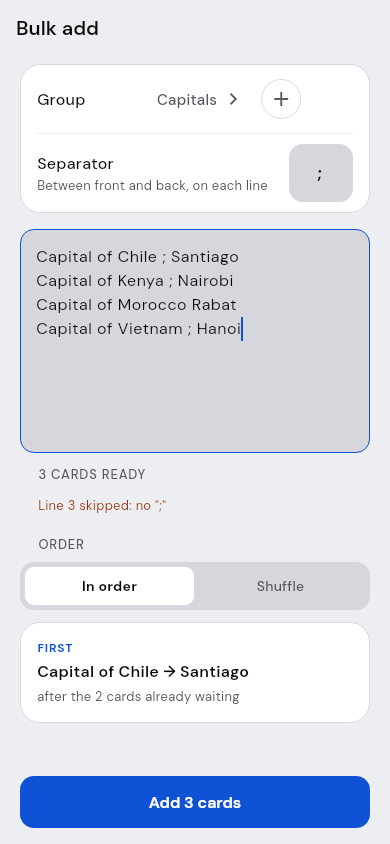 Bulk add
Group
Capitals
Separator
Between front and back, on each line
;
Capital of Chile ; Santiago
Capital of Kenya ; Nairobi
Capital of Morocco Rabat
Capital of Vietnam ; Hanoi
3 CARDS READY
Line 3 skipped: no ";"
ORDER
In order
Shuffle
FIRST
Capital of Chile → Santiago
after the 2 cards already waiting
Add 3 cards